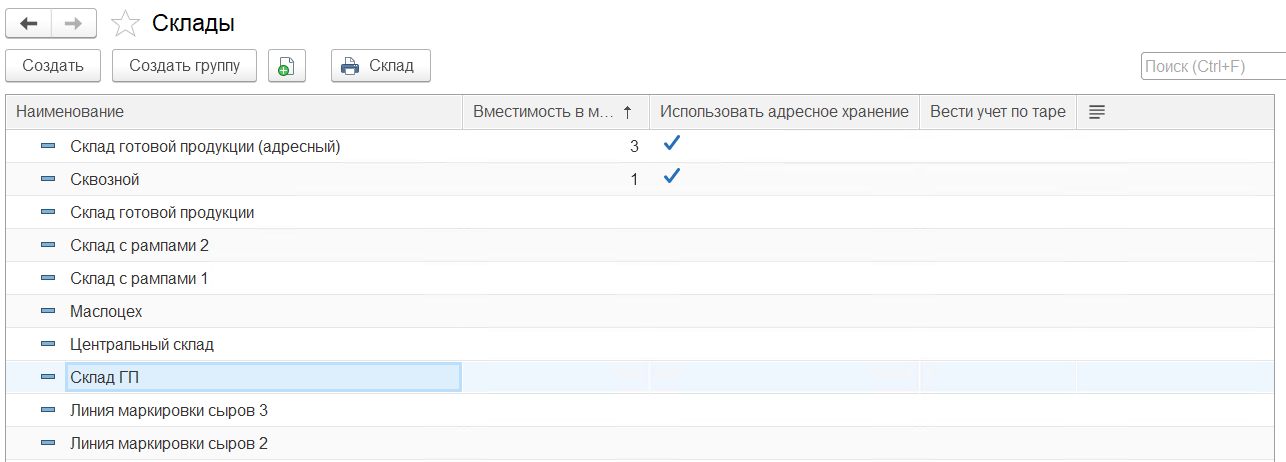 Склады
Создать Создать группу Склад Поиск (Ctrl+F)
Наименование Вместимость в м... Использовать адресное хранение Вести учет по таре
Склад готовой продукции (адресный) 3
Сквозной 1
Склад готовой продукции
Склад с рампами 2
Склад с рампами 1
Маслоцех
Центральный склад
Склад ГП
Линия маркировки сыров 3
Линия маркировки сыров 2